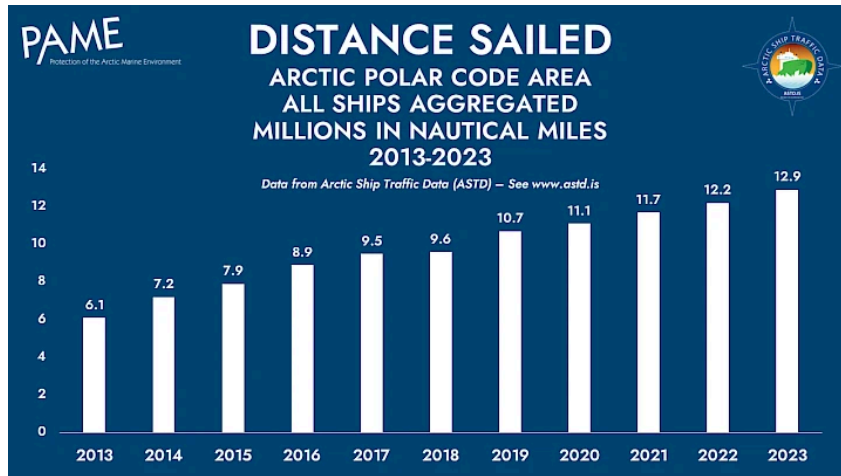 PAME
Protection of the Arctic Marine Environment
DISTANCE SAILED
ARCTIC POLAR CODE AREA
ALL SHIPS AGGREGATED
MILLIONS IN NAUTICAL MILES
2013-2023
Data from Arctic Ship Traffic Data (ASTD) – See www.astd.is
ARCTIC SHIP TRAFFIC DATA
ASTD.IS
14
12
10
8
6
4
2
0
6.1
7.2
7.9
8.9
9.5
9.6
10.7
11.1
11.7
12.2
12.9
2013 2014 2015 2016 2017 2018 2019 2020 2021 2022 2023